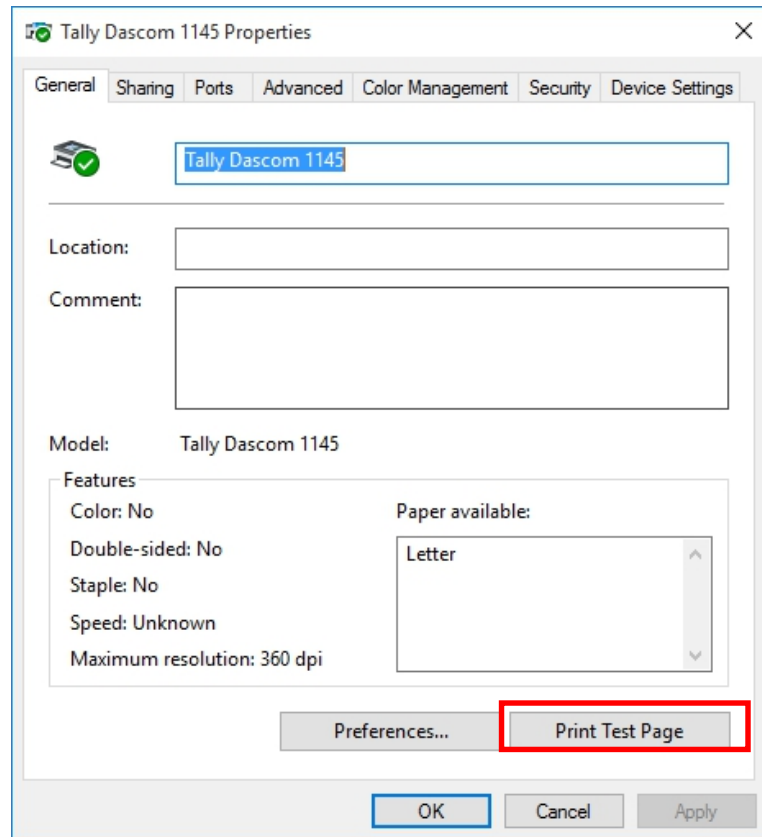 Tally Dascom 1145 Properties
General Sharing Ports Advanced Color Management Security Device Settings
Tally Dascom 1145
Location:
Comment:
Model: Tally Dascom 1145
Features
Color: No
Paper available:
Double-sided: No
Letter
Staple: No
Speed: Unknown
Maximum resolution: 360 dpi
Preferences... Print Test Page
OK Cancel Apply